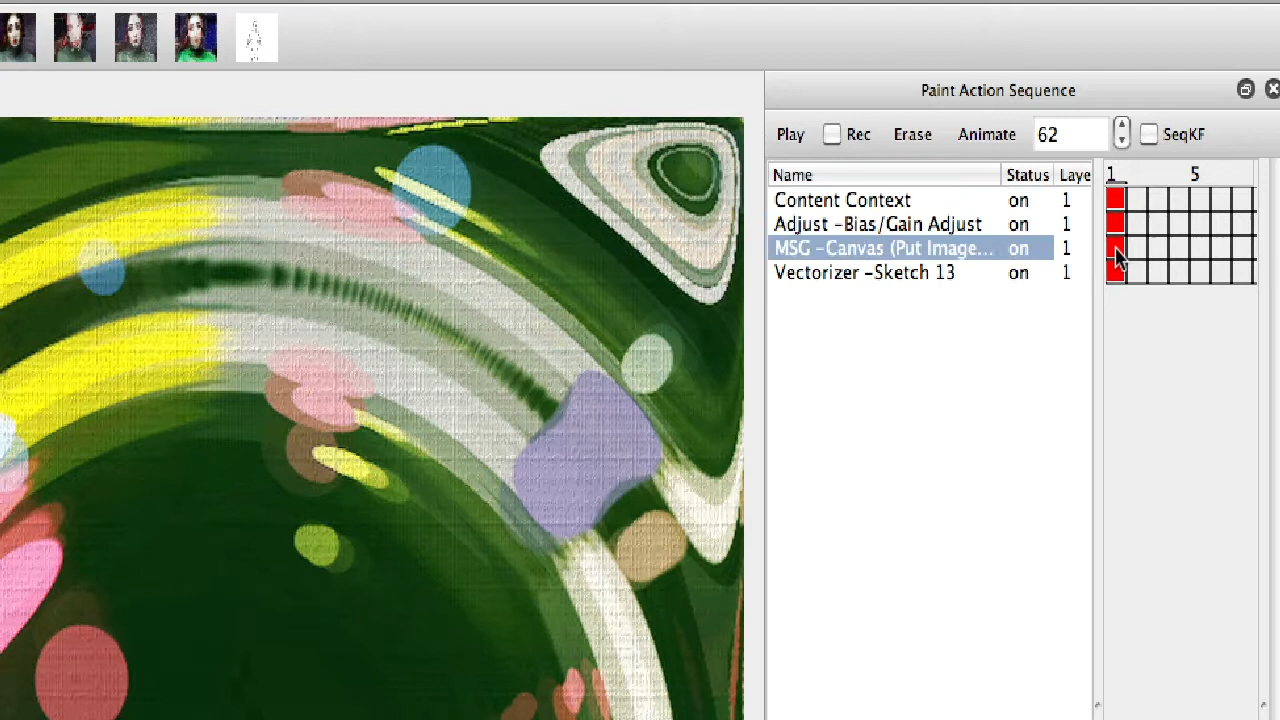 Paint Action Sequence
Play Rec Erase Animate 62 SeqKF
Name Status Laye 1 5
Content Context on 1
Adjust -Bias/Gain Adjust on 1
MSG -Canvas (Put Image... on 1
Vectorizer -Sketch 13 on 1